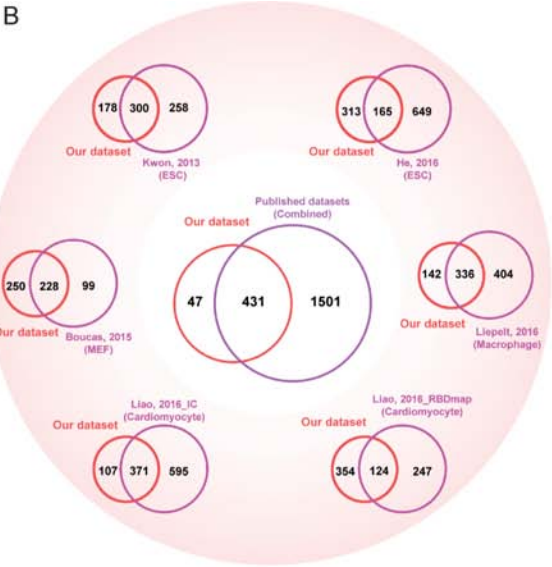 B
178 300 258
Our dataset
Kwon, 2013
(ESC)
313 165 649
Our dataset
He, 2016
(ESC)
Published datasets
(Combined)
Our dataset
47 431 1501
250 228 99
Our dataset
Boucas, 2015
(MEF)
142 336 404
Our dataset
Liepelt, 2016
(Macrophage)
Liao, 2016_IC
(Cardiomyocyte)
Our dataset
107 371 595
Liao, 2016_RBDmap
(Cardiomyocyte)
Our dataset
354 124 247